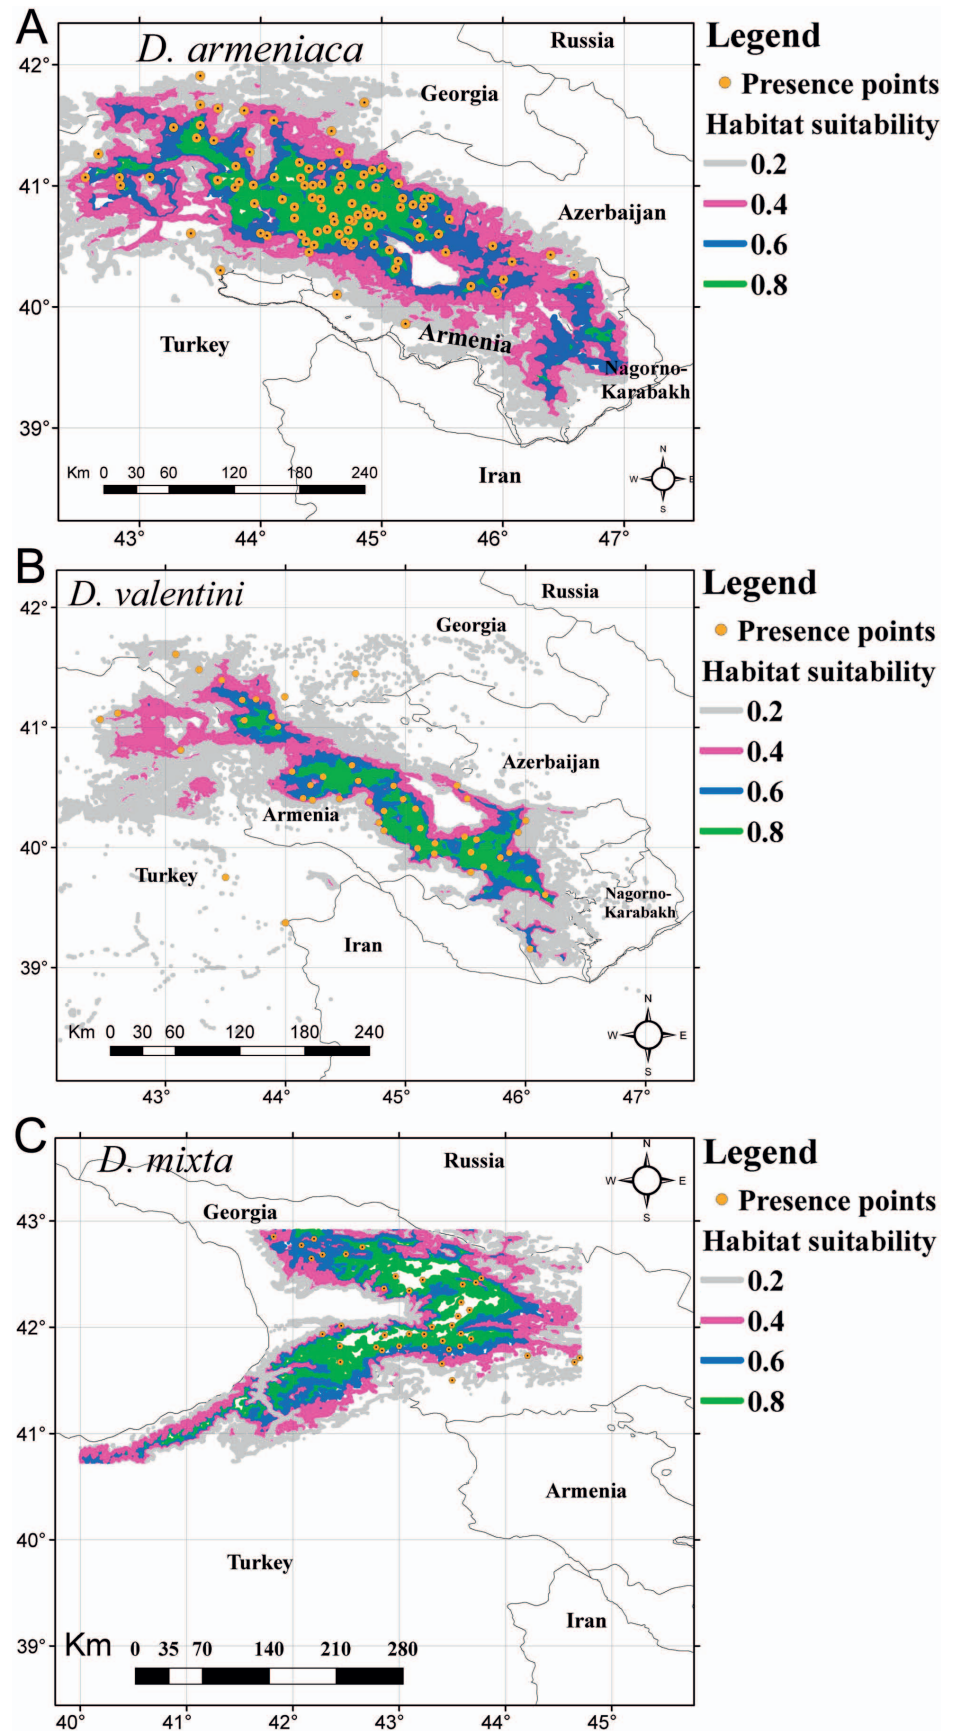 A
D. armeniaca
Russia
Georgia
Azerbaijan
Armenia
Turkey
Nagorno-
Karabakh
Iran
42°
41°
40°
39°
Km 0 30 60 120 180 240
N
W E
S
43° 44° 45° 46° 47°
Legend
Presence points
Habitat suitability
0.2
0.4
0.6
0.8
B
D. valentini
Russia
Georgia
Azerbaijan
Armenia
Turkey
Nagorno-
Karabakh
Iran
42°
41°
40°
39°
Km 0 30 60 120 180 240
N
W E
S
43° 44° 45° 46° 47°
Legend
Presence points
Habitat suitability
0.2
0.4
0.6
0.8
C
D. mixta
Russia
Georgia
Armenia
Turkey
Iran
N
W E
S
43°
42°
41°
40°
39°
Km 0 35 70 140 210 280
40° 41° 42° 43° 44° 45°
Legend
Presence points
Habitat suitability
0.2
0.4
0.6
0.8